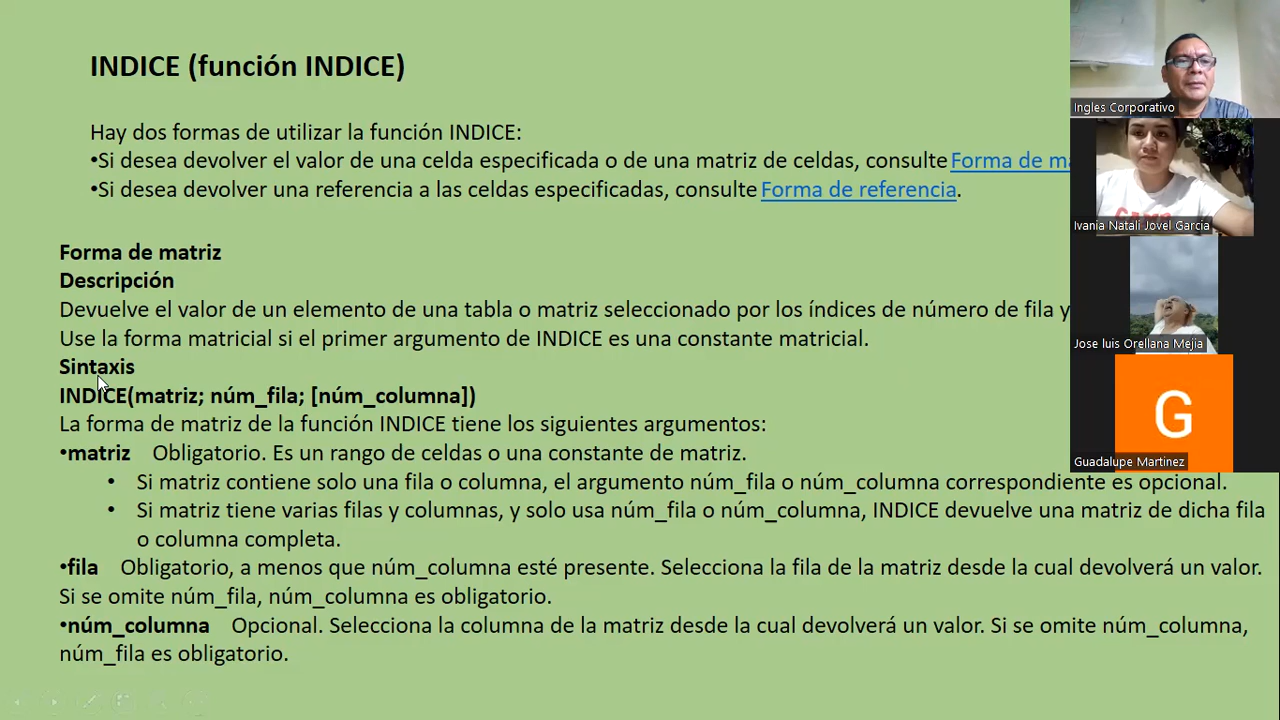 INDICE (función INDICE)
Hay dos formas de utilizar la función INDICE:
•Si desea devolver el valor de una celda especificada o de una matriz de celdas, consulte Forma de
•Si desea devolver una referencia a las celdas especificadas, consulte Forma de referencia.
Forma de matriz
Descripción
Devuelve el valor de un elemento de una tabla o matriz seleccionado por los índices de número de fila y
Use la forma matricial si el primer argumento de INDICE es una constante matricial.
Sintaxis
INDICE(matriz; núm_fila; [núm_columna])
La forma de matriz de la función INDICE tiene los siguientes argumentos:
•matriz Obligatorio. Es un rango de celdas o una constante de matriz.
• Si matriz contiene solo una fila o columna, el argumento núm_fila o núm_columna correspondiente es opcional.
• Si matriz tiene varias filas y columnas, y solo usa núm_fila o núm_columna, INDICE devuelve una matriz de dicha fila
o columna completa.
•fila Obligatorio, a menos que núm_columna esté presente. Selecciona la fila de la matriz desde la cual devolverá un valor.
Si se omite núm_fila, núm_columna es obligatorio.
•núm_columna Opcional. Selecciona la columna de la matriz desde la cual devolverá un valor. Si se omite núm_columna,
núm_fila es obligatorio.
Ingles Corporativo
Ivania Natali Jovel Garcia
Jose luis Orellana Mejia
G
Guadalupe Martinez